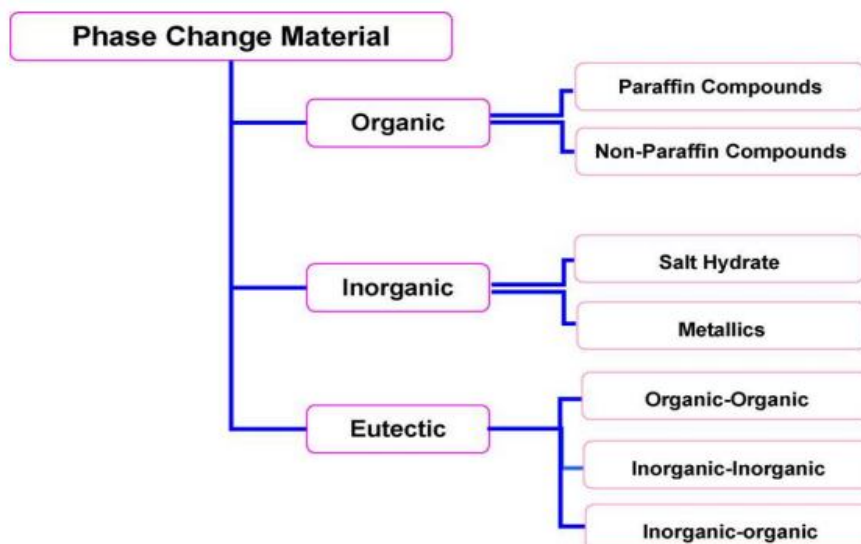 Phase Change Material
Organic
Paraffin Compounds
Non-Paraffin Compounds
Inorganic
Salt Hydrate
Metallics
Eutectic
Organic-Organic
Inorganic-Inorganic
Inorganic-organic